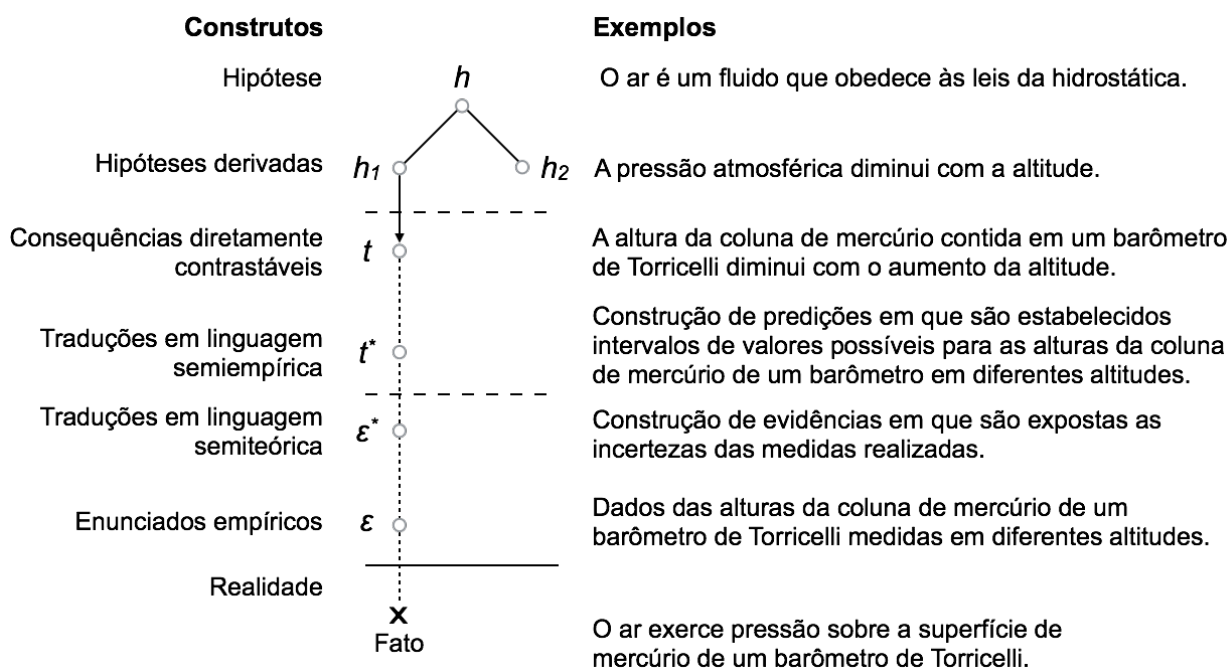 Construtos
Exemplos
Hipótese
h
O ar é um fluido que obedece às leis da hidrostática.
Hipóteses derivadas
h1
h2
A pressão atmosférica diminui com a altitude.
Consequências diretamente
contrastáveis
t
A altura da coluna de mercúrio contida em um barômetro
de Torricelli diminui com o aumento da altitude.
Traduções em linguagem
semiempírica
t*
Construção de predições em que são estabelecidos
intervalos de valores possíveis para as alturas da coluna
de mercúrio de um barômetro em diferentes altitudes.
Traduções em linguagem
semiteórica
ε*
Construção de evidências em que são expostas as
incertezas das medidas realizadas.
Enunciados empíricos
ε
Dados das alturas da coluna de mercúrio de um
barômetro de Torricelli medidas em diferentes altitudes.
Realidade
x
Fato
O ar exerce pressão sobre a superfície de
mercúrio de um barômetro de Torricelli.